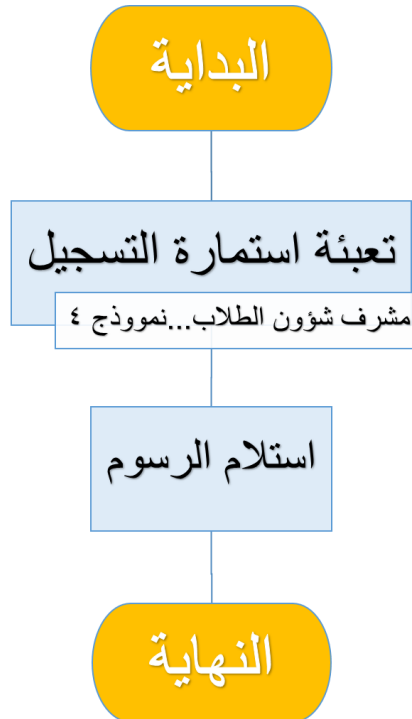 البداية
تعبئة استمارة التسجيل
مشرف شؤون الطلاب...نمووذج ٤
استلام الرسوم
النهاية